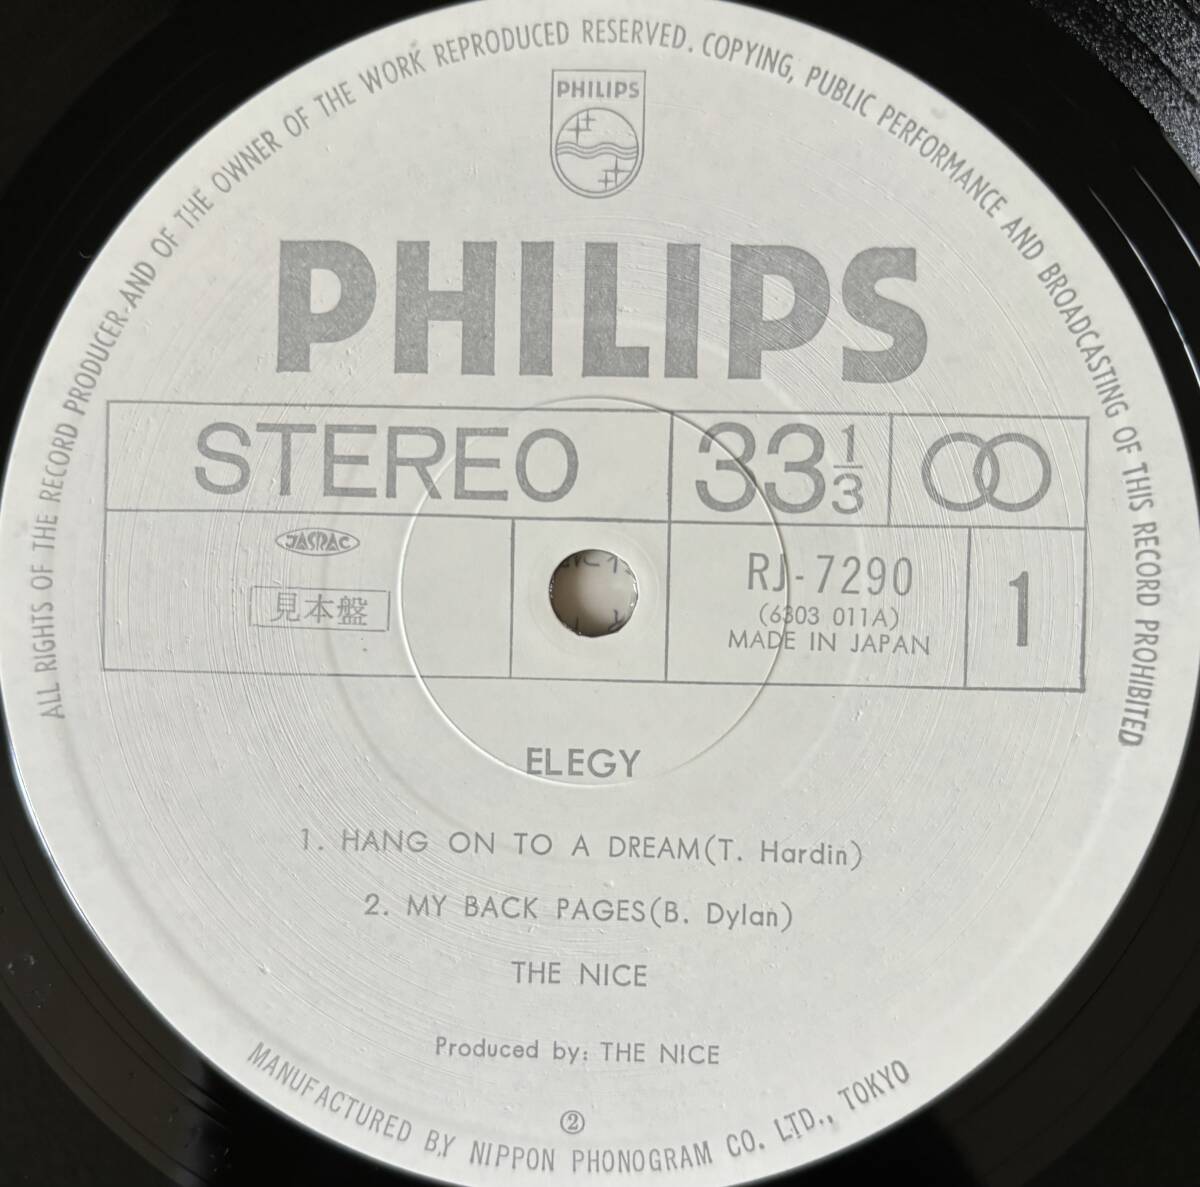 ALL RIGHTS OF THE RECORD PRODUCER AND OF THE OWNER OF THE WORK REPRODUCED RESERVED. COPYING, PUBLIC PERFORMANCE AND BROADCASTING OF THIS RECORD PROHIBITED
PHILIPS
PHILIPS
STEREO 33 1/3
JASRAC
見本盤
RJ-7290
(6303 011A)
MADE IN JAPAN
1
ELEGY
1. HANG ON TO A DREAM(T. Hardin)
2. MY BACK PAGES(B. Dylan)
THE NICE
Produced by: THE NICE
②
MANUFACTURED BY NIPPON PHONOGRAM CO. LTD., TOKYO